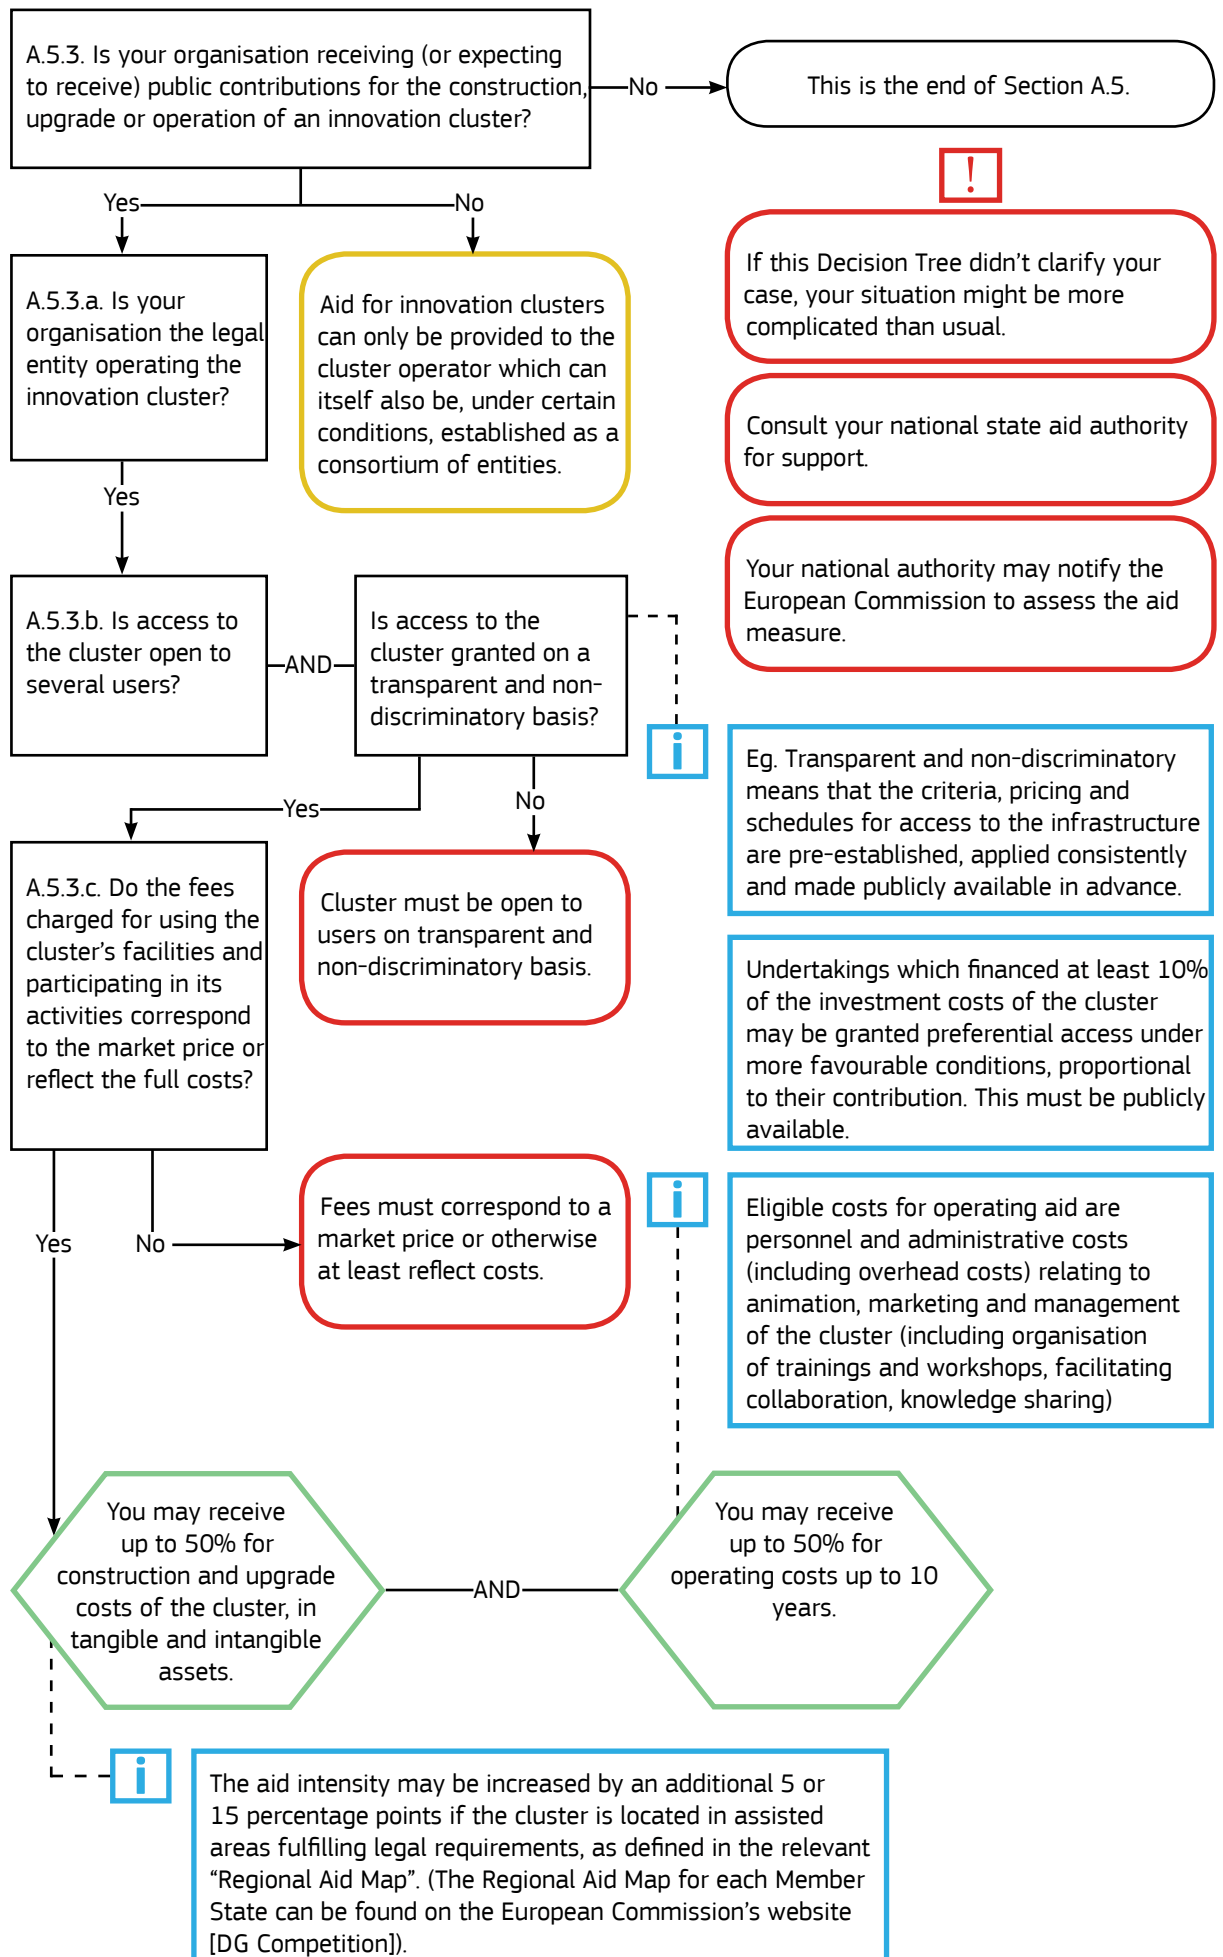 A.5.3. Is your organisation receiving (or expecting
to receive) public contributions for the construction,
upgrade or operation of an innovation cluster?
No
This is the end of Section A.5.
!
Yes
No
If this Decision Tree didn't clarify your
case, your situation might be more
complicated than usual.
A.5.3.a. Is your
organisation the legal
entity operating the
innovation cluster?
Aid for innovation clusters
can only be provided to the
cluster operator which can
itself also be, under certain
conditions, established as a
consortium of entities.
Consult your national state aid authority
for support.
Yes
Your national authority may notify the
European Commission to assess the aid
measure.
A.5.3.b. Is access to
the cluster open to
several users?
AND
Is access to the
cluster granted on a
transparent and non-
discriminatory basis?
i
Eg. Transparent and non-discriminatory
means that the criteria, pricing and
schedules for access to the infrastructure
are pre-established, applied consistently
and made publicly available in advance.
Yes
No
A.5.3.c. Do the fees
charged for using the
cluster's facilities and
participating in its
activities correspond
to the market price or
reflect the full costs?
Cluster must be open to
users on transparent and
non-discriminatory basis.
Undertakings which financed at least 10%
of the investment costs of the cluster
may be granted preferential access under
more favourable conditions, proportional
to their contribution. This must be publicly
available.
Yes
No
Fees must correspond to a
market price or otherwise
at least reflect costs.
i
Eligible costs for operating aid are
personnel and administrative costs
(including overhead costs) relating to
animation, marketing and management
of the cluster (including organisation
of trainings and workshops, facilitating
collaboration, knowledge sharing)
You may receive
up to 50% for
construction and upgrade
costs of the cluster, in
tangible and intangible
assets.
AND
You may receive
up to 50% for
operating costs up to 10
years.
i
The aid intensity may be increased by an additional 5 or
15 percentage points if the cluster is located in assisted
areas fulfilling legal requirements, as defined in the relevant
“Regional Aid Map”. (The Regional Aid Map for each Member
State can be found on the European Commission's website
[DG Competition]).